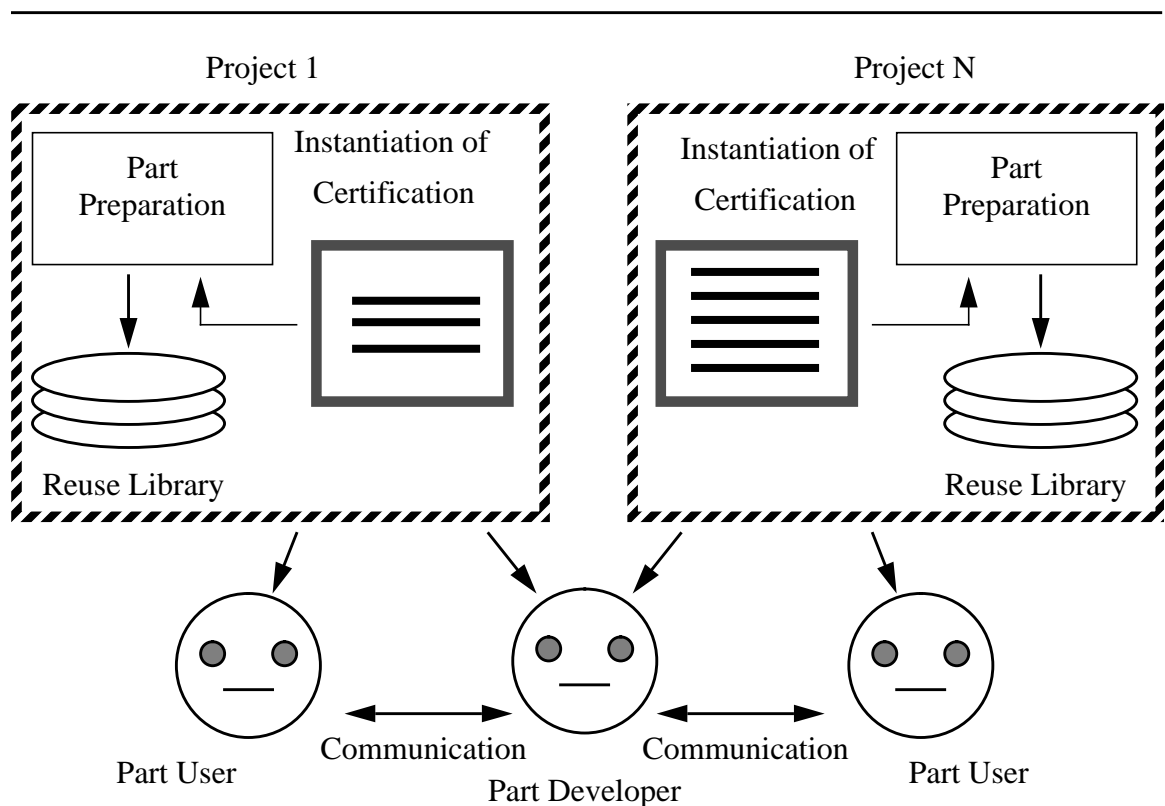 Project 1
Project N
Part
Preparation
Instantiation of
Certification
Instantiation of
Certification
Part
Preparation
Reuse Library
Reuse Library
Communication
Communication
Part User
Part Developer
Part User